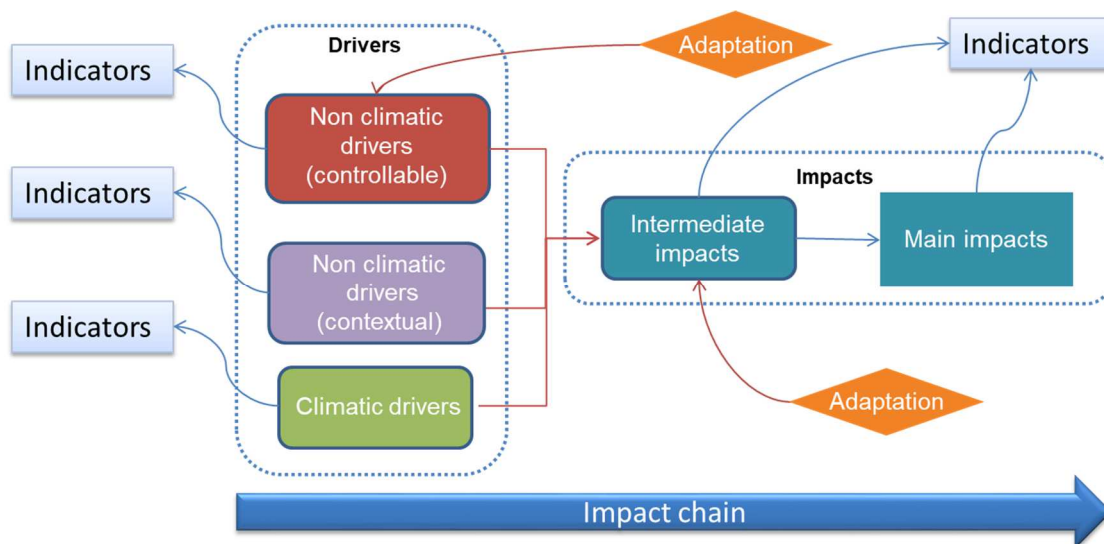 Drivers
Adaptation
Indicators
Indicators
Non climatic
drivers
(controllable)
Impacts
Indicators
Intermediate
impacts
Main impacts
Non climatic
drivers
(contextual)
Indicators
Climatic drivers
Adaptation
Impact chain